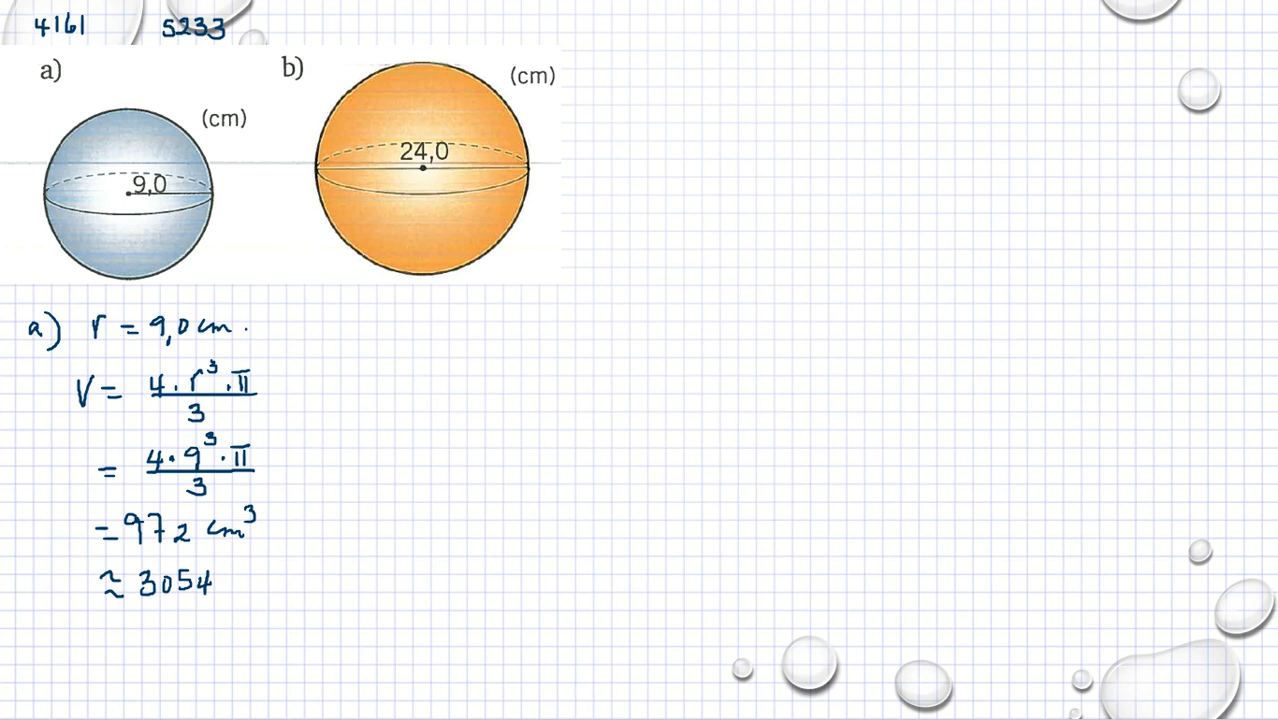 4161 5233
a) b)
(cm) (cm)
9,0 24,0
a) r = 9,0 cm.
V = 4 · r³ · π / 3
= 4 · 9³ · π / 3
= 972 cm³
≈ 3054